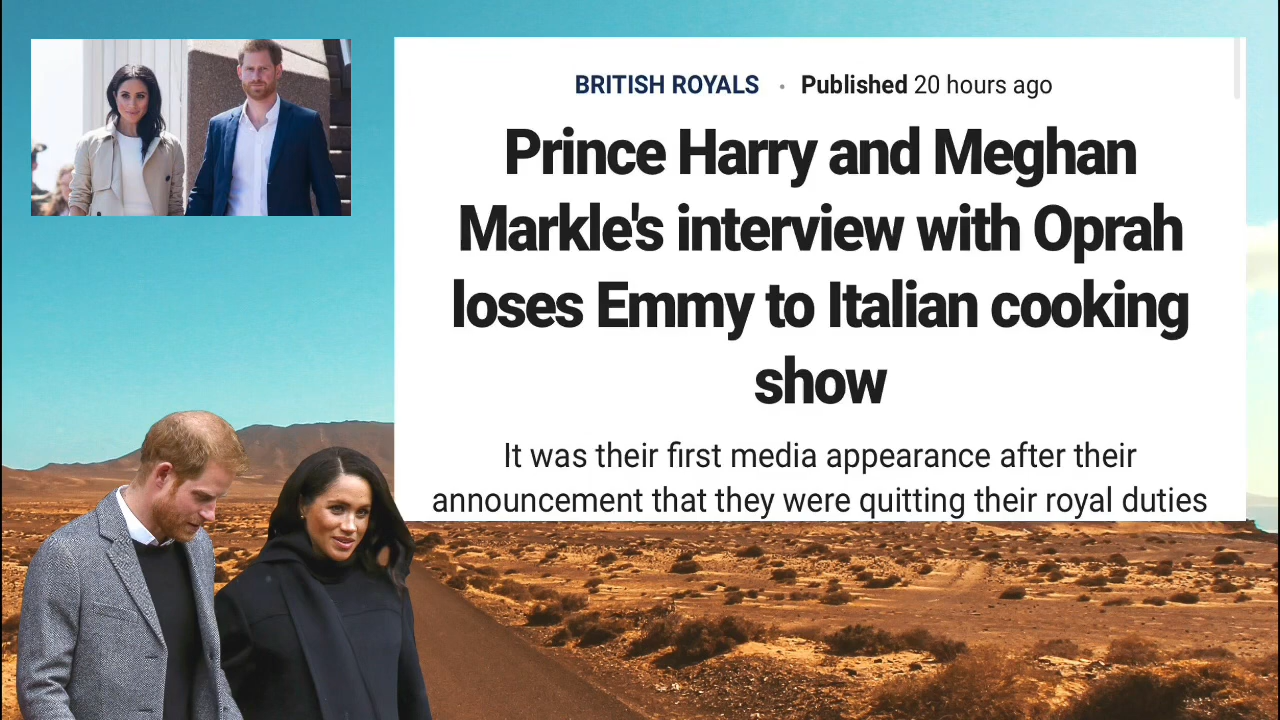 BRITISH ROYALS · Published 20 hours ago
Prince Harry and Meghan
Markle's interview with Oprah
loses Emmy to Italian cooking
show
It was their first media appearance after their
announcement that they were quitting their royal duties